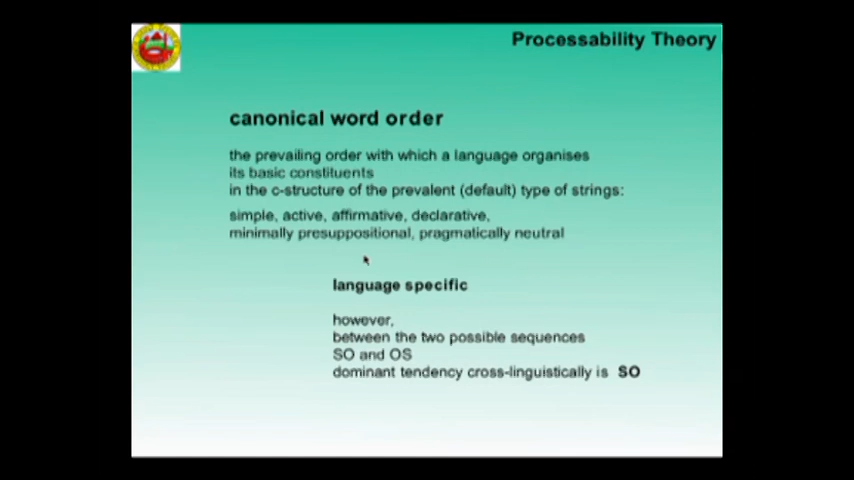 Processability Theory
canonical word order
the prevailing order with which a language organises
its basic constituents
in the c-structure of the prevalent (default) type of strings:
simple, active, affirmative, declarative,
minimally presuppositional, pragmatically neutral
language specific
however,
between the two possible sequences
SO and OS
dominant tendency cross-linguistically is SO